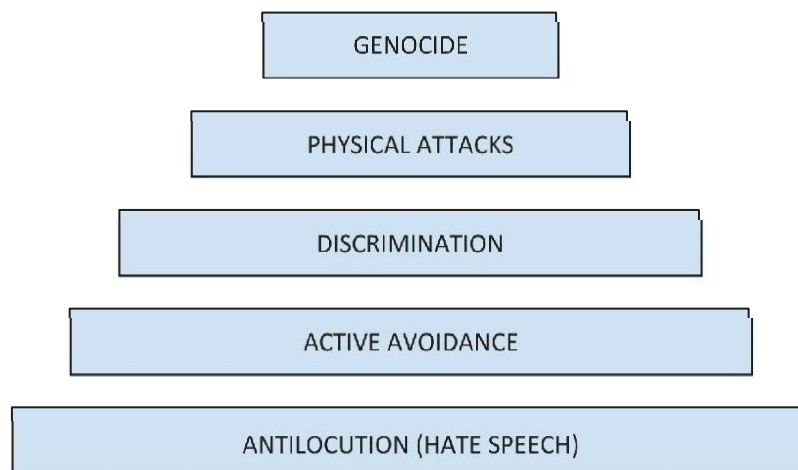 GENOCIDE
PHYSICAL ATTACKS
DISCRIMINATION
ACTIVE AVOIDANCE
ANTILOCUTION (HATE SPEECH)